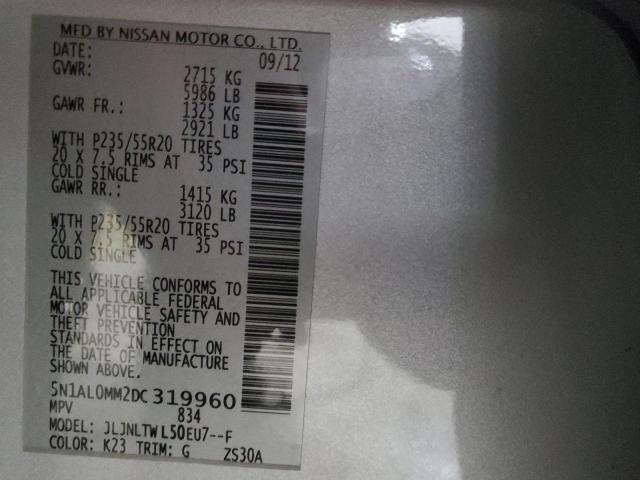 MFD BY NISSAN MOTOR CO., LTD.
DATE: 09/12
GVWR: 2715 KG
5986 LB
GAWR FR.: 1325 KG
2921 LB
WITH P235/55R20 TIRES
20 X 7.5 RIMS AT 35 PSI
COLD SINGLE
GAWR RR.: 1415 KG
3120 LB
WITH P235/55R20 TIRES
20 X 7.5 RIMS AT 35 PSI
COLD SINGLE
THIS VEHICLE CONFORMS TO
ALL APPLICABLE FEDERAL
MOTOR VEHICLE SAFETY AND
THEFT PREVENTION
STANDARDS IN EFFECT ON
THE DATE OF MANUFACTURE
SHOWN ABOVE.
5N1AL0MM2DC319960
MPV 834
MODEL: JLJNLTWL50EU7--F
COLOR: K23 TRIM: G ZS30A